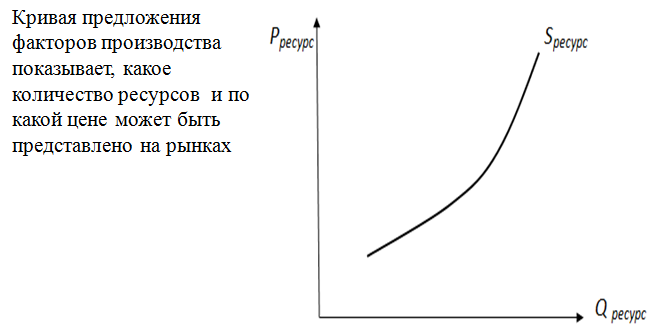 Кривая предложения
факторов производства
показывает, какое
количество ресурсов и по
какой цене может быть
представлено на рынках
Pресурс
Sресурс
Q ресурс